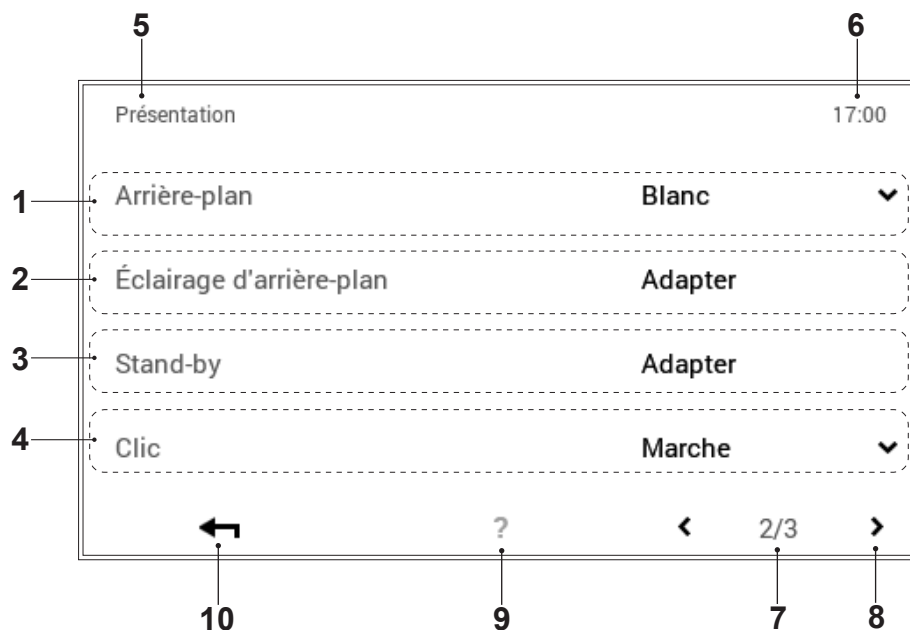 5 6
Présentation 17:00
1 Arrière-plan Blanc
2 Éclairage d'arrière-plan Adapter
3 Stand-by Adapter
4 Clic Marche
? 2/3
10 9 7 8